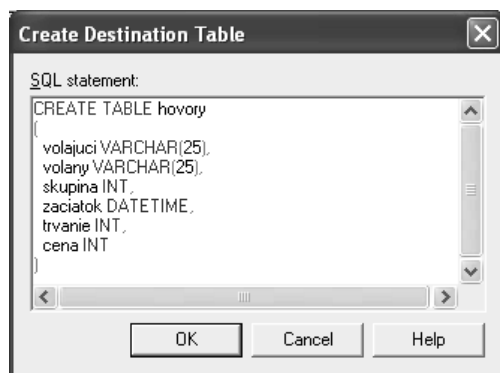 Create Destination Table
SQL statement:
CREATE TABLE hovory
(
volajuci VARCHAR(25),
volany VARCHAR(25),
skupina INT,
zaciatok DATETIME,
trvanie INT,
cena INT
)
OK Cancel Help